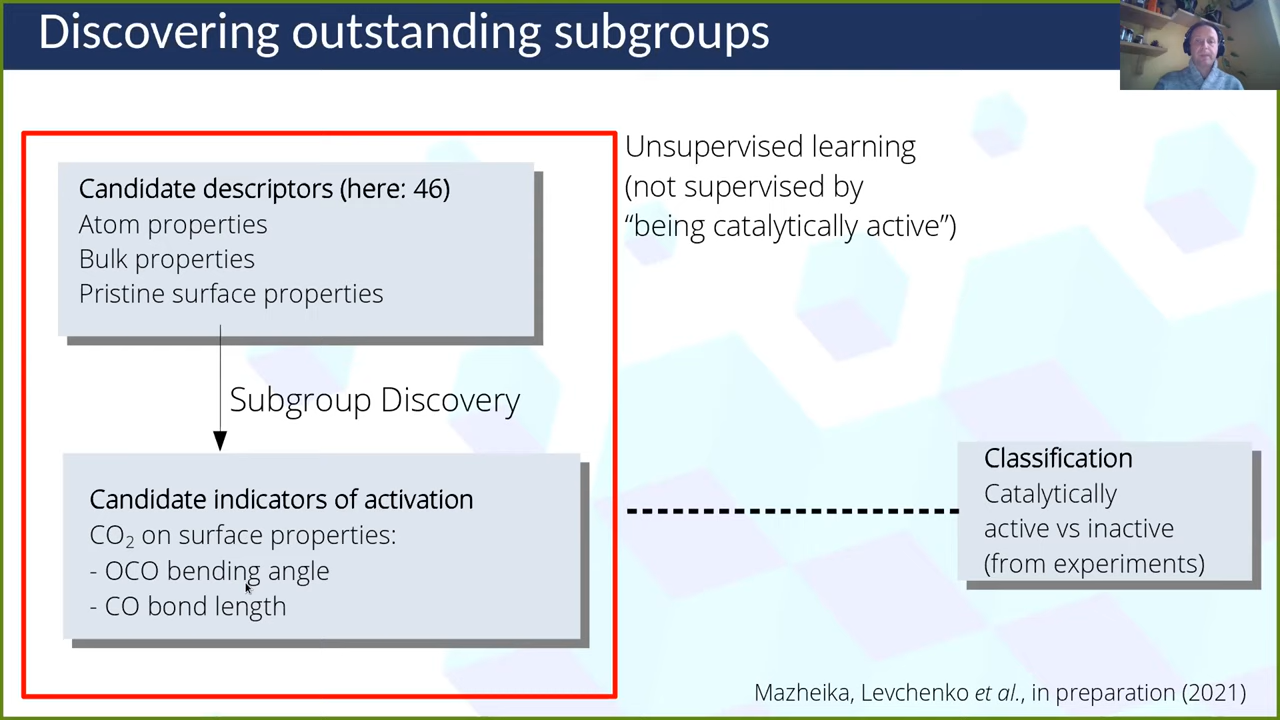 Discovering outstanding subgroups
Candidate descriptors (here: 46)
Atom properties
Bulk properties
Pristine surface properties
Unsupervised learning
(not supervised by
“being catalytically active”)
Subgroup Discovery
Candidate indicators of activation
CO₂ on surface properties:
- OCO bending angle
- CO bond length
Classification
Catalytically
active vs inactive
(from experiments)
Mazheika, Levchenko et al., in preparation (2021)